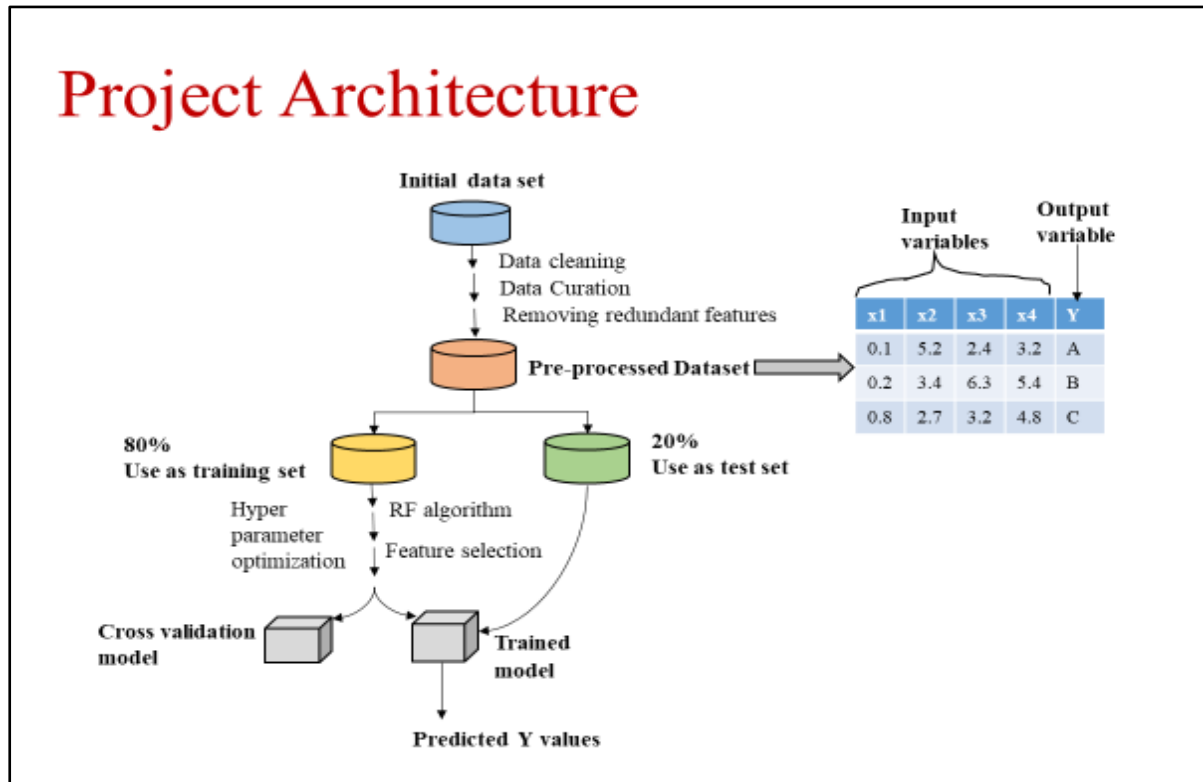 Project Architecture
Initial data set
Data cleaning
Data Curation
Removing redundant features
Pre-processed Dataset
Input
variables
Output
variable
x1 x2 x3 x4 Y
0.1 5.2 2.4 3.2 A
0.2 3.4 6.3 5.4 B
0.8 2.7 3.2 4.8 C
80%
Use as training set
20%
Use as test set
Hyper
parameter
optimization
RF algorithm
Feature selection
Cross validation
model
Trained
model
Predicted Y values